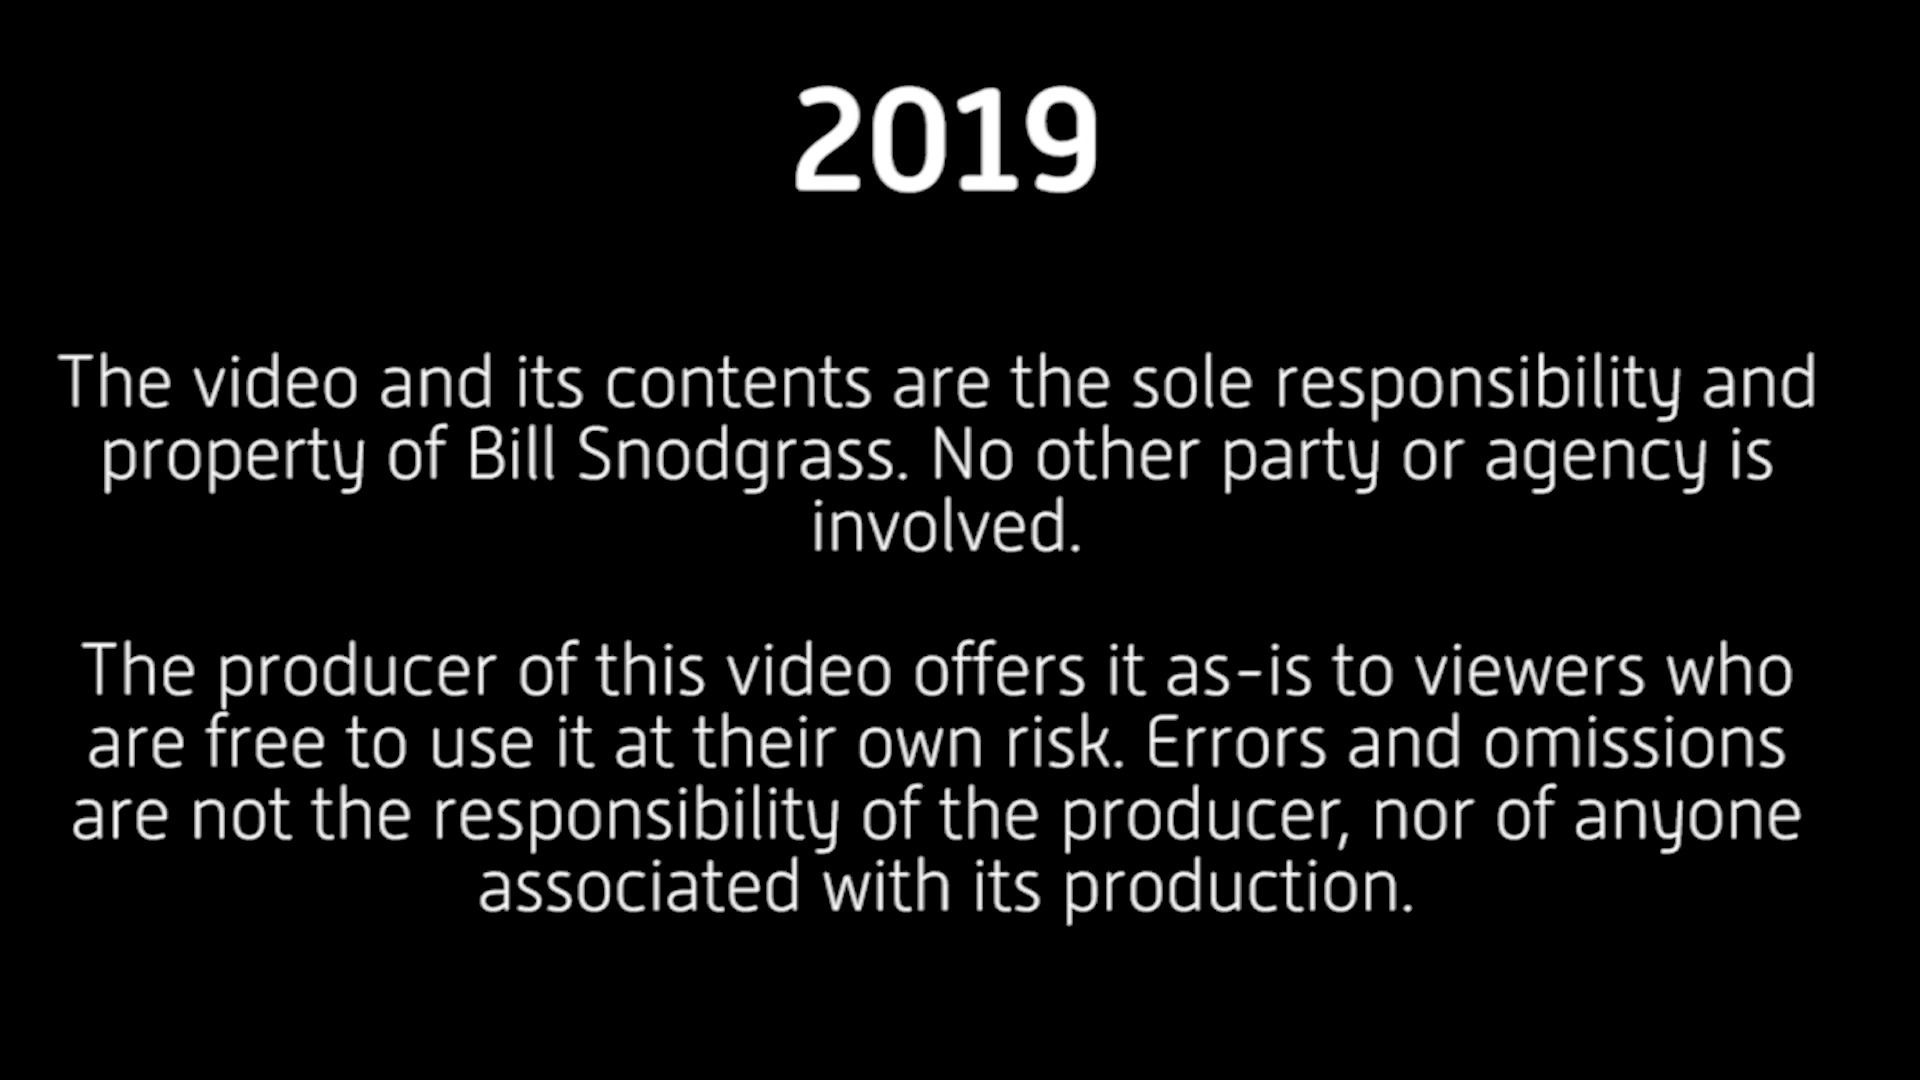 2019
The video and its contents are the sole responsibility and
property of Bill Snodgrass. No other party or agency is
involved.
The producer of this video offers it as-is to viewers who
are free to use it at their own risk. Errors and omissions
are not the responsibility of the producer, nor of anyone
associated with its production.